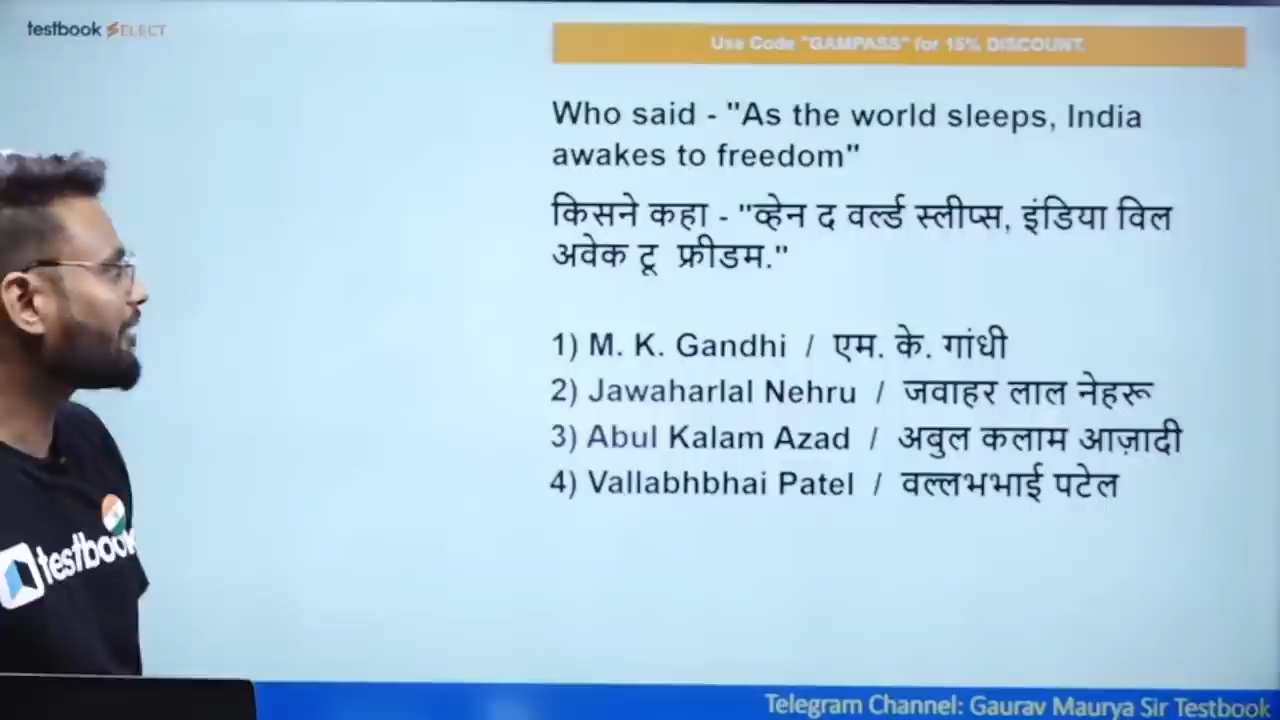 testbook SELECT
Use Code "GAMPASS" for 15% DISCOUNT.
Who said - "As the world sleeps, India
awakes to freedom"
किसने कहा - "व्हेन द वर्ल्ड स्लीप्स, इंडिया विल
अवेक टू फ्रीडम."
1) M. K. Gandhi / एम. के. गांधी
2) Jawaharlal Nehru / जवाहर लाल नेहरू
3) Abul Kalam Azad / अबुल कलाम आज़ादी
4) Vallabhbhai Patel / वल्लभभाई पटेल
testbook
Telegram Channel: Gaurav Maurya Sir Testbook